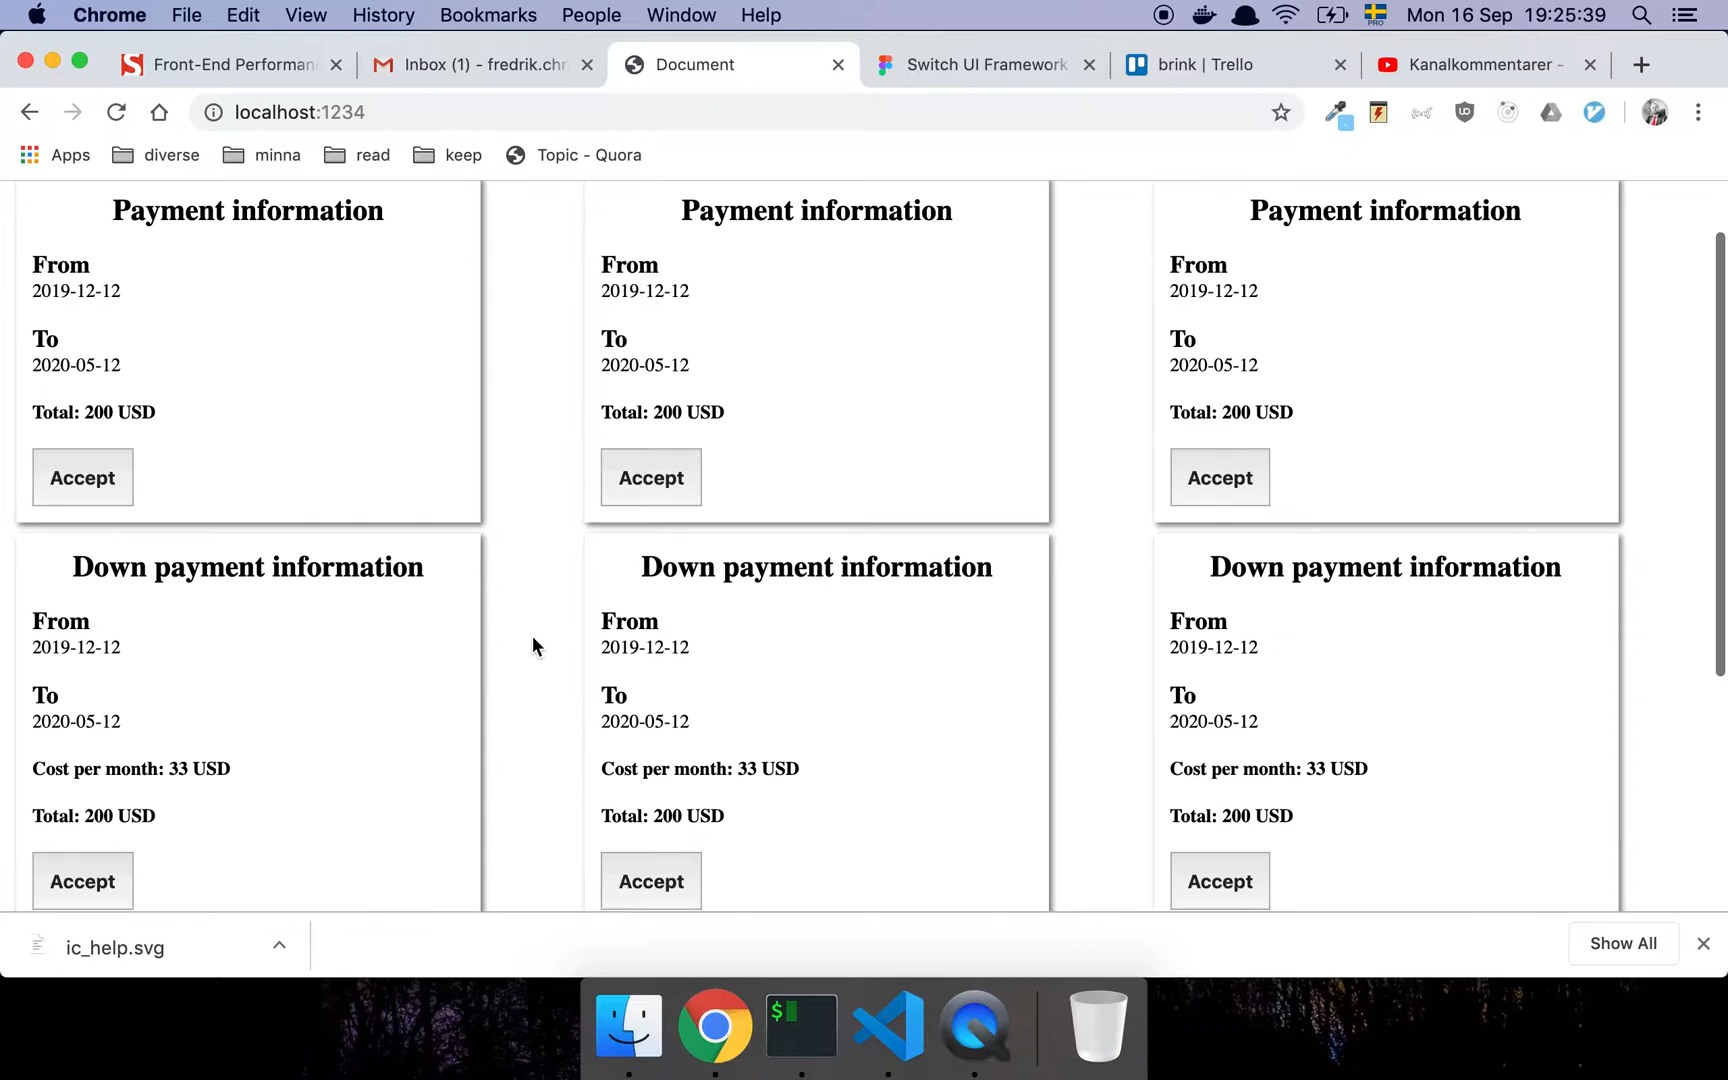 Chrome File Edit View History Bookmarks People Window Help PRO Mon 16 Sep 19:25:39
Front-End Performan Inbox (1) - fredrik.chr Document Switch UI Framework brink | Trello Kanalkommentarer -
localhost:1234
Apps diverse minna read keep Topic - Quora
Payment information Payment information Payment information
From From From
2019-12-12 2019-12-12 2019-12-12
To To To
2020-05-12 2020-05-12 2020-05-12
Total: 200 USD Total: 200 USD Total: 200 USD
Accept Accept Accept
Down payment information Down payment information Down payment information
From From From
2019-12-12 2019-12-12 2019-12-12
To To To
2020-05-12 2020-05-12 2020-05-12
Cost per month: 33 USD Cost per month: 33 USD Cost per month: 33 USD
Total: 200 USD Total: 200 USD Total: 200 USD
Accept Accept Accept
ic_help.svg Show All
$